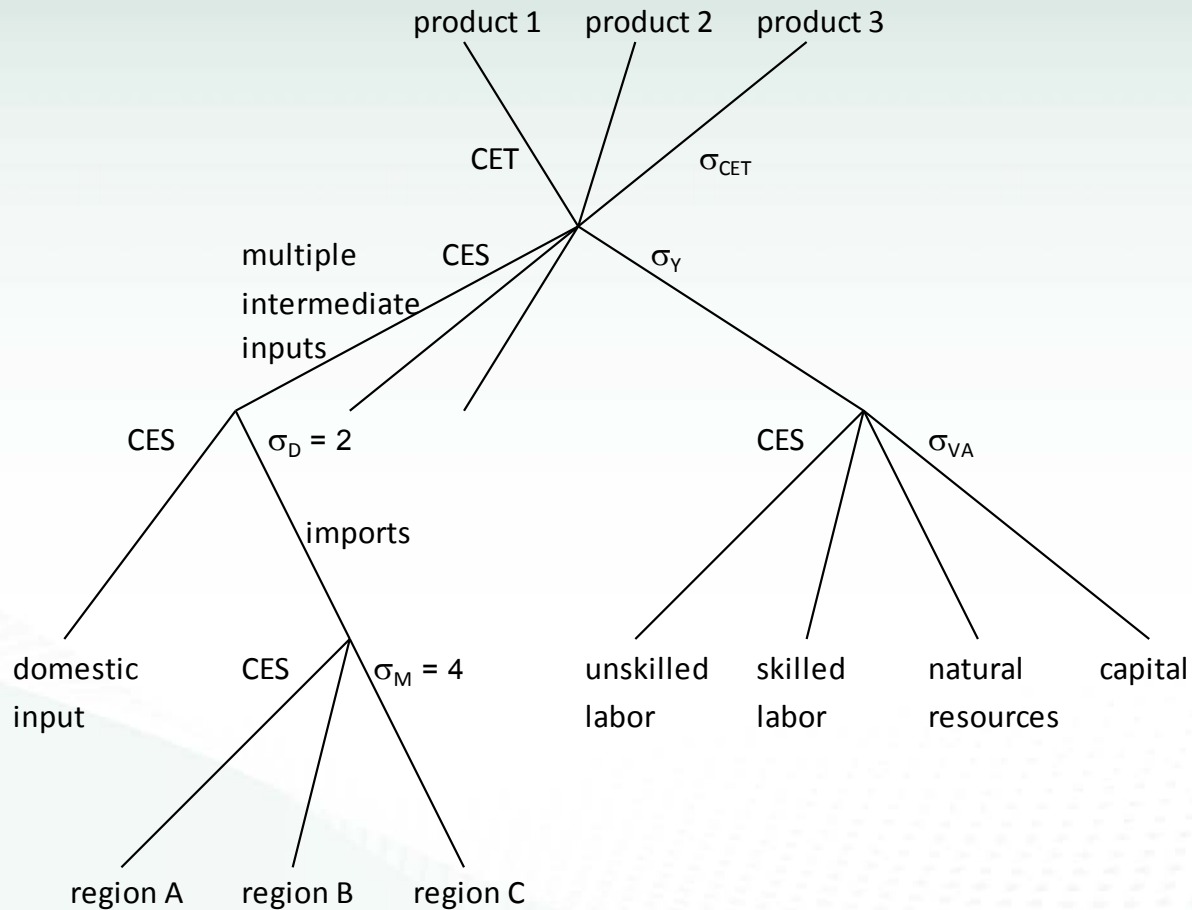 product 1 product 2 product 3
CET σCET
multiple CES σY
intermediate
inputs
CES σD = 2 CES σVA
imports
domestic CES σM = 4 unskilled skilled natural capital
input labor labor resources
region A region B region C